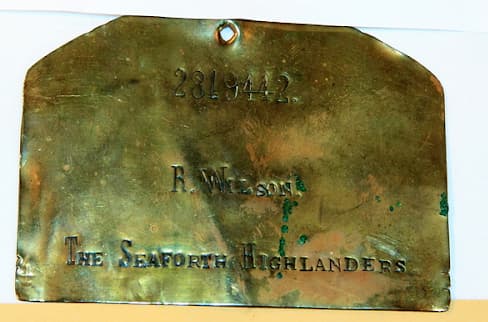 2819442.
R. WILSON.
THE SEAFORTH HIGHLANDERS